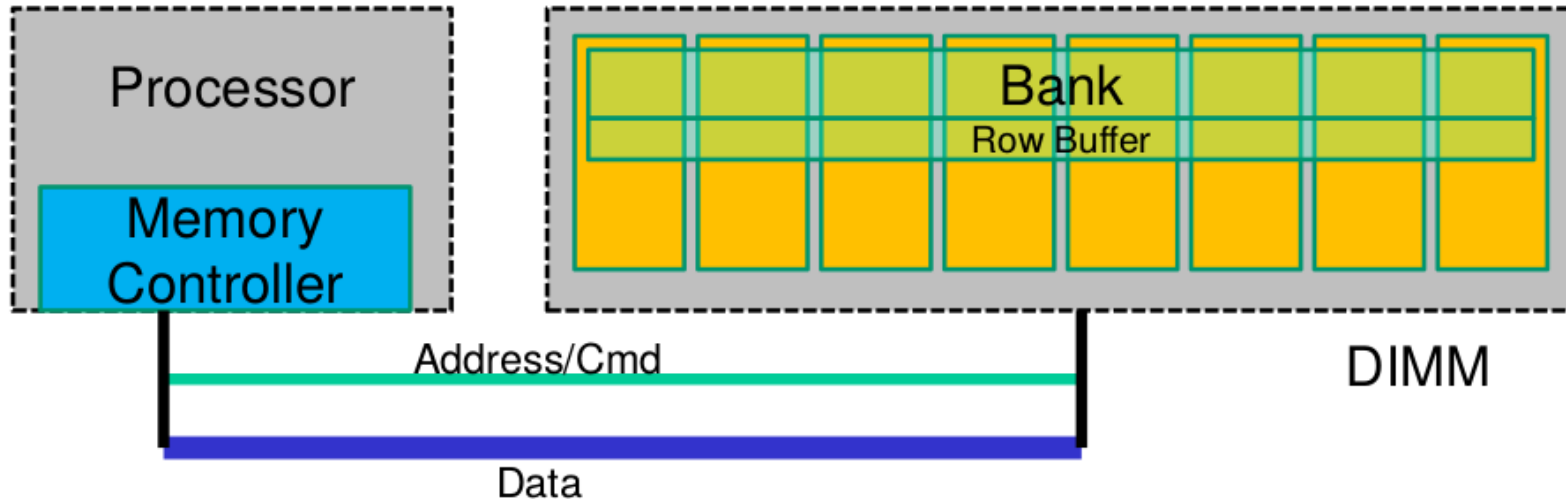 Processor
Memory
Controller
Bank
Row Buffer
Address/Cmd
Data
DIMM